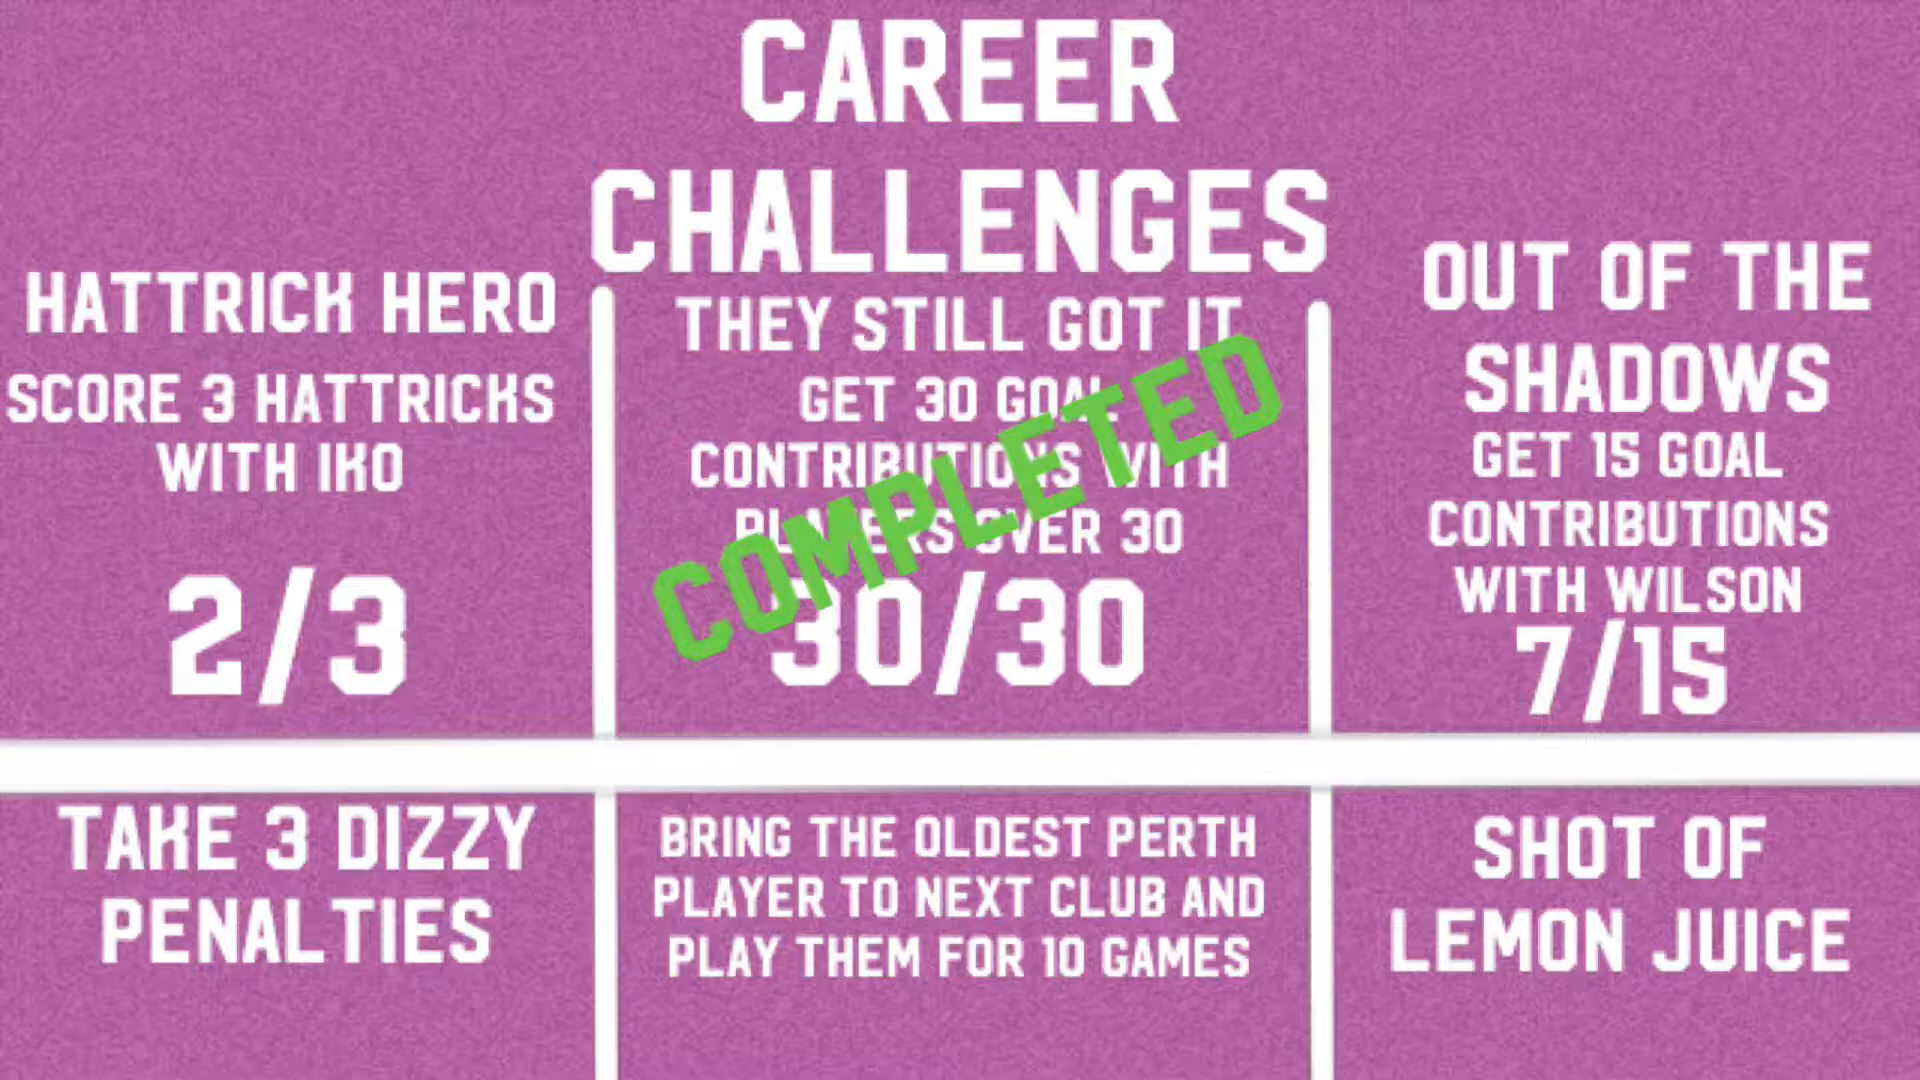 CAREER
CHALLENGES
HATTRICK HERO
SCORE 3 HATTRICKS
WITH IKO
2/3
THEY STILL GOT IT
GET 30 GOAL
CONTRIBUTIONS WITH
PLAYERS OVER 30
30/30
COMPLETED
OUT OF THE
SHADOWS
GET 15 GOAL
CONTRIBUTIONS
WITH WILSON
7/15
TAKE 3 DIZZY
PENALTIES
BRING THE OLDEST PERTH
PLAYER TO NEXT CLUB AND
PLAY THEM FOR 10 GAMES
SHOT OF
LEMON JUICE